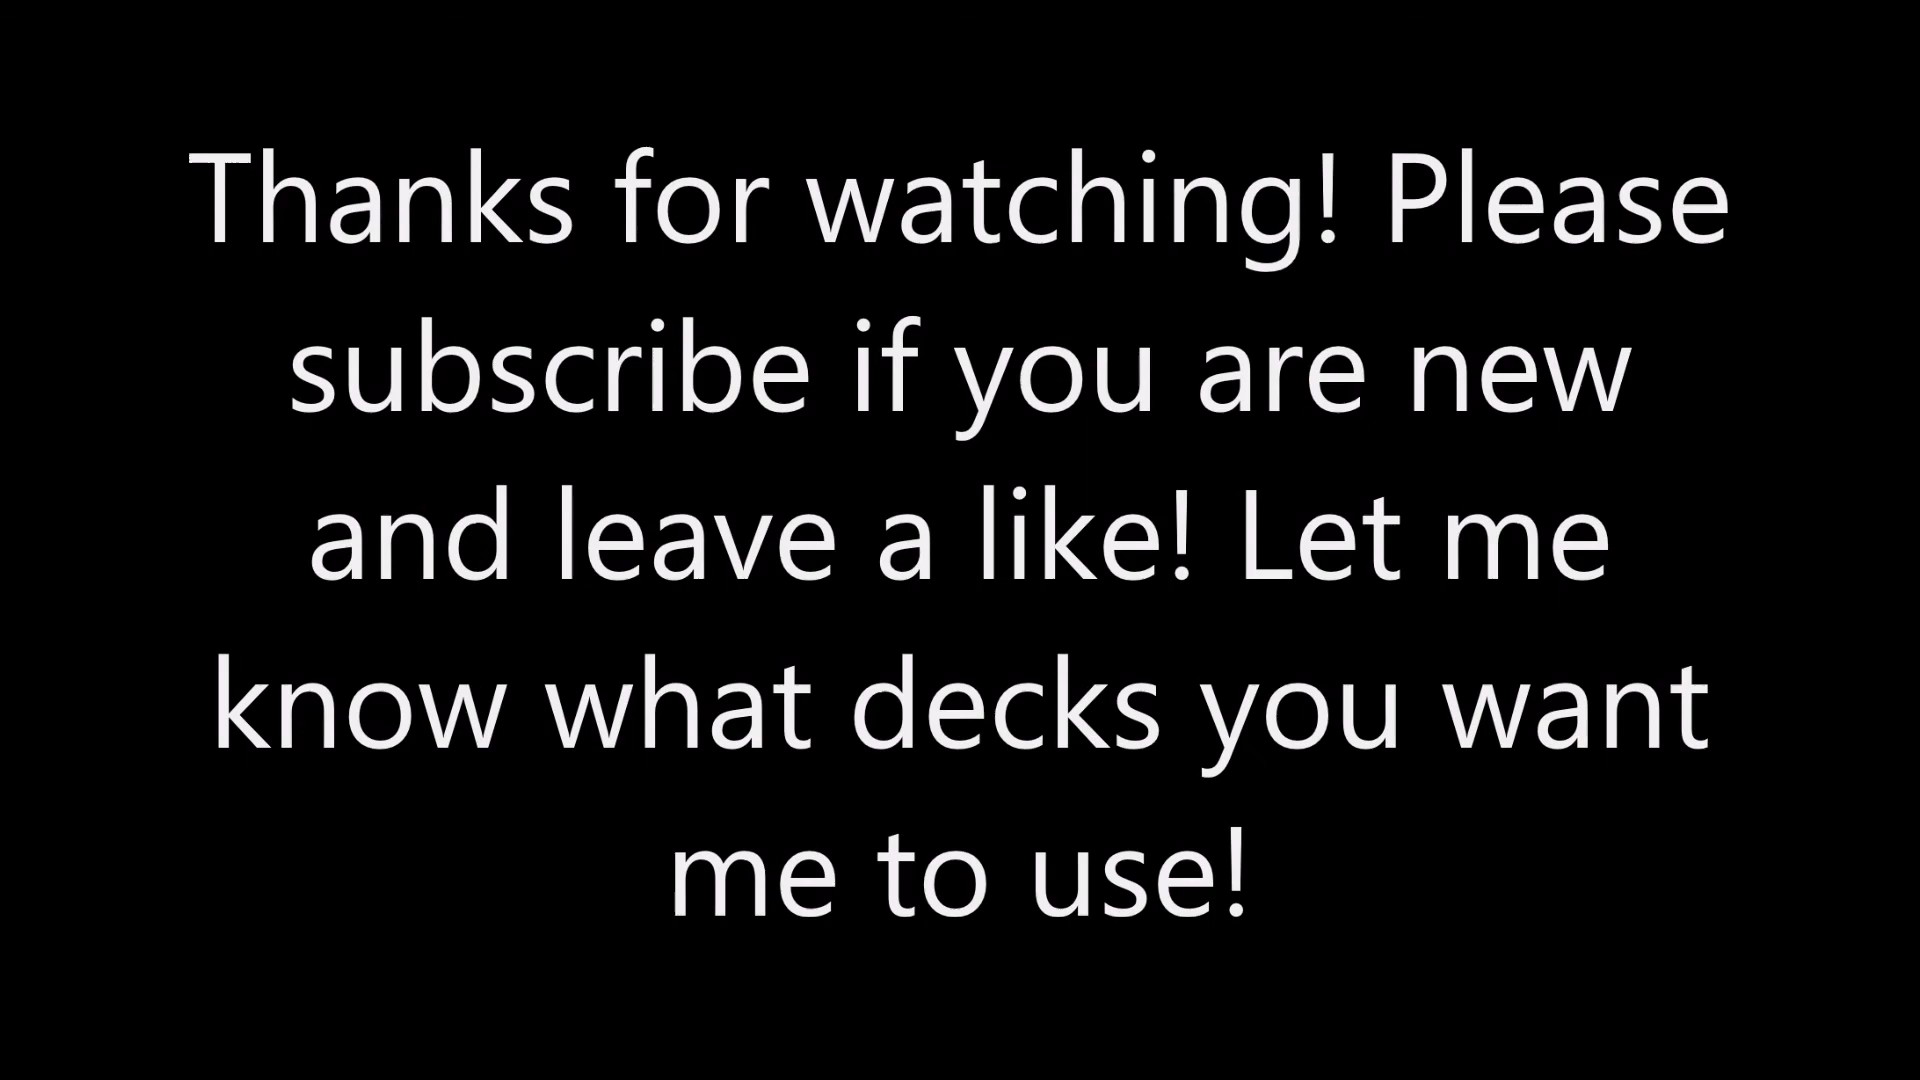 Thanks for watching! Please
subscribe if you are new
and leave a like! Let me
know what decks you want
me to use!